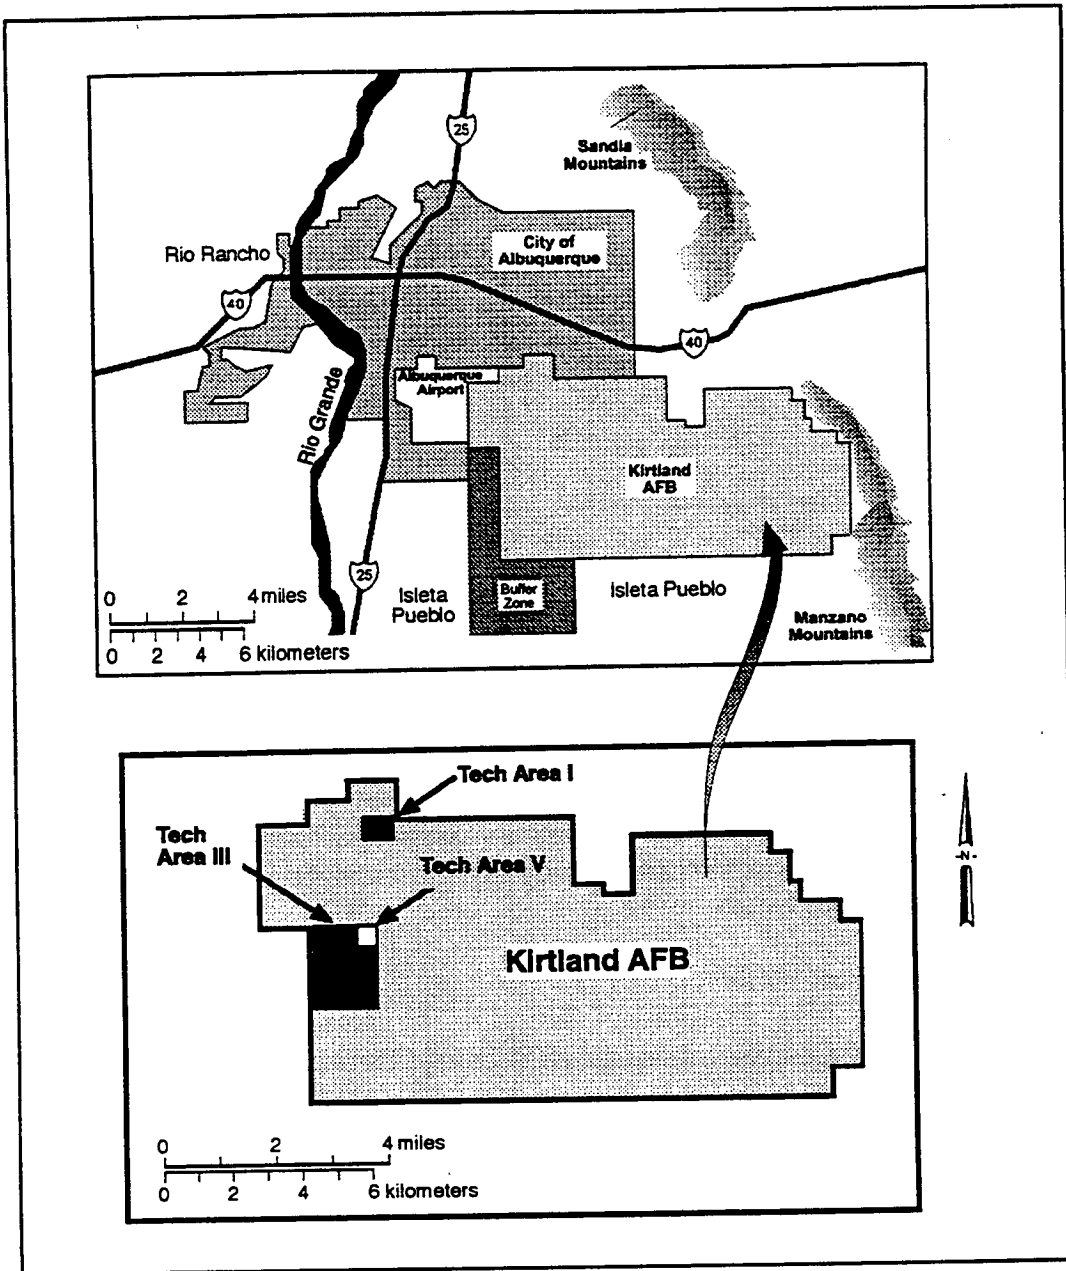 25
Sandia
Mountains
Rio Rancho
City of
Albuquerque
40
40
Albuquerque
Airport
Rio Grande
Kirtland
AFB
25
Isleta
Pueblo
Buffer
Zone
Isleta Pueblo
Manzano
Mountains
0 2 4 miles
0 2 4 6 kilometers
Tech Area I
Tech
Area III
Tech Area V
-N-
Kirtland AFB
0 2 4 miles
0 2 4 6 kilometers